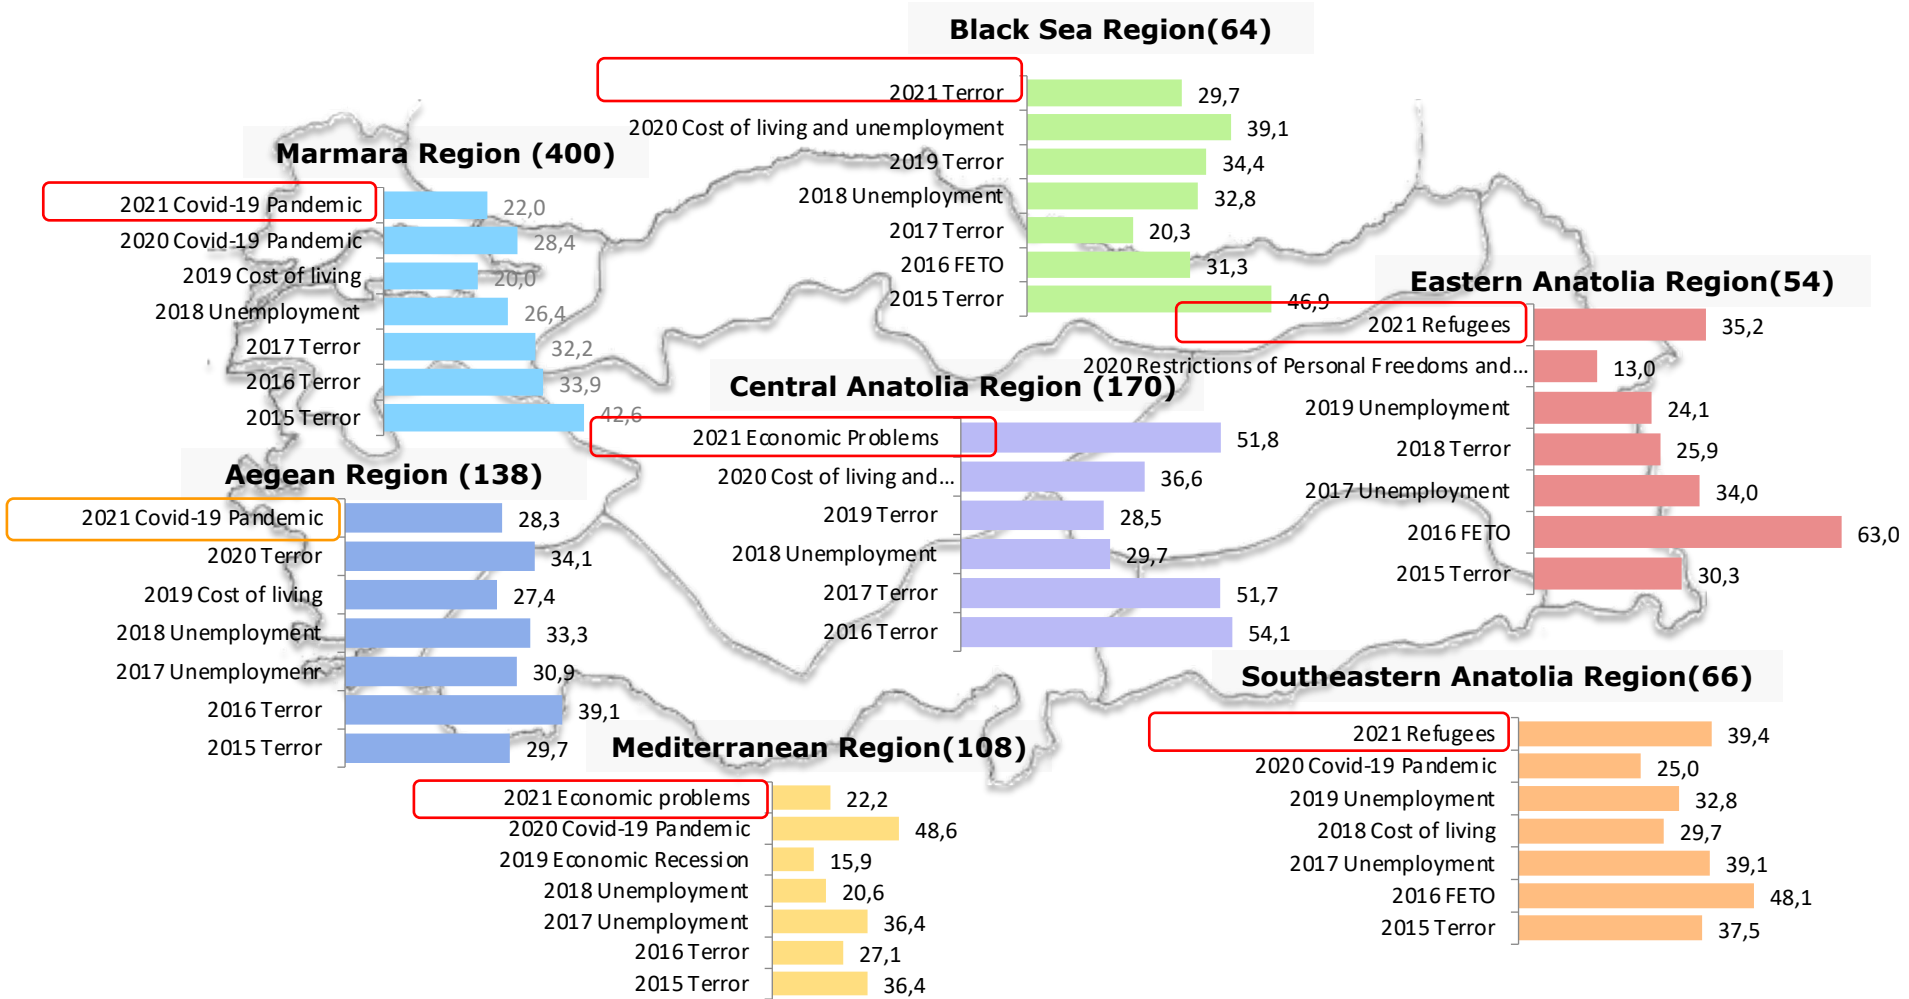 Black Sea Region(64)
2021 Terror 29,7
2020 Cost of living and unemployment 39,1
2019 Terror 34,4
2018 Unemployment 32,8
2017 Terror 20,3
2016 FETO 31,3
2015 Terror 46,9
Marmara Region (400)
2021 Covid-19 Pandemic 22,0
2020 Covid-19 Pandemic 28,4
2019 Cost of living 20,0
2018 Unemployment 26,4
2017 Terror 32,2
2016 Terror 33,9
2015 Terror 42,6
Eastern Anatolia Region(54)
2021 Refugees 35,2
2020 Restrictions of Personal Freedoms and... 13,0
2019 Unemployment 24,1
2018 Terror 25,9
2017 Unemployment 34,0
2016 FETO 63,0
2015 Terror 30,3
Central Anatolia Region (170)
2021 Economic Problems 51,8
2020 Cost of living and... 36,6
2019 Terror 28,5
2018 Unemployment 29,7
2017 Terror 51,7
2016 Terror 54,1
Aegean Region (138)
2021 Covid-19 Pandemic 28,3
2020 Terror 34,1
2019 Cost of living 27,4
2018 Unemployment 33,3
2017 Unemploymenr 30,9
2016 Terror 39,1
2015 Terror 29,7
Southeastern Anatolia Region(66)
2021 Refugees 39,4
2020 Covid-19 Pandemic 25,0
2019 Unemployment 32,8
2018 Cost of living 29,7
2017 Unemployment 39,1
2016 FETO 48,1
2015 Terror 37,5
Mediterranean Region(108)
2021 Economic problems 22,2
2020 Covid-19 Pandemic 48,6
2019 Economic Recession 15,9
2018 Unemployment 20,6
2017 Unemployment 36,4
2016 Terror 27,1
2015 Terror 36,4